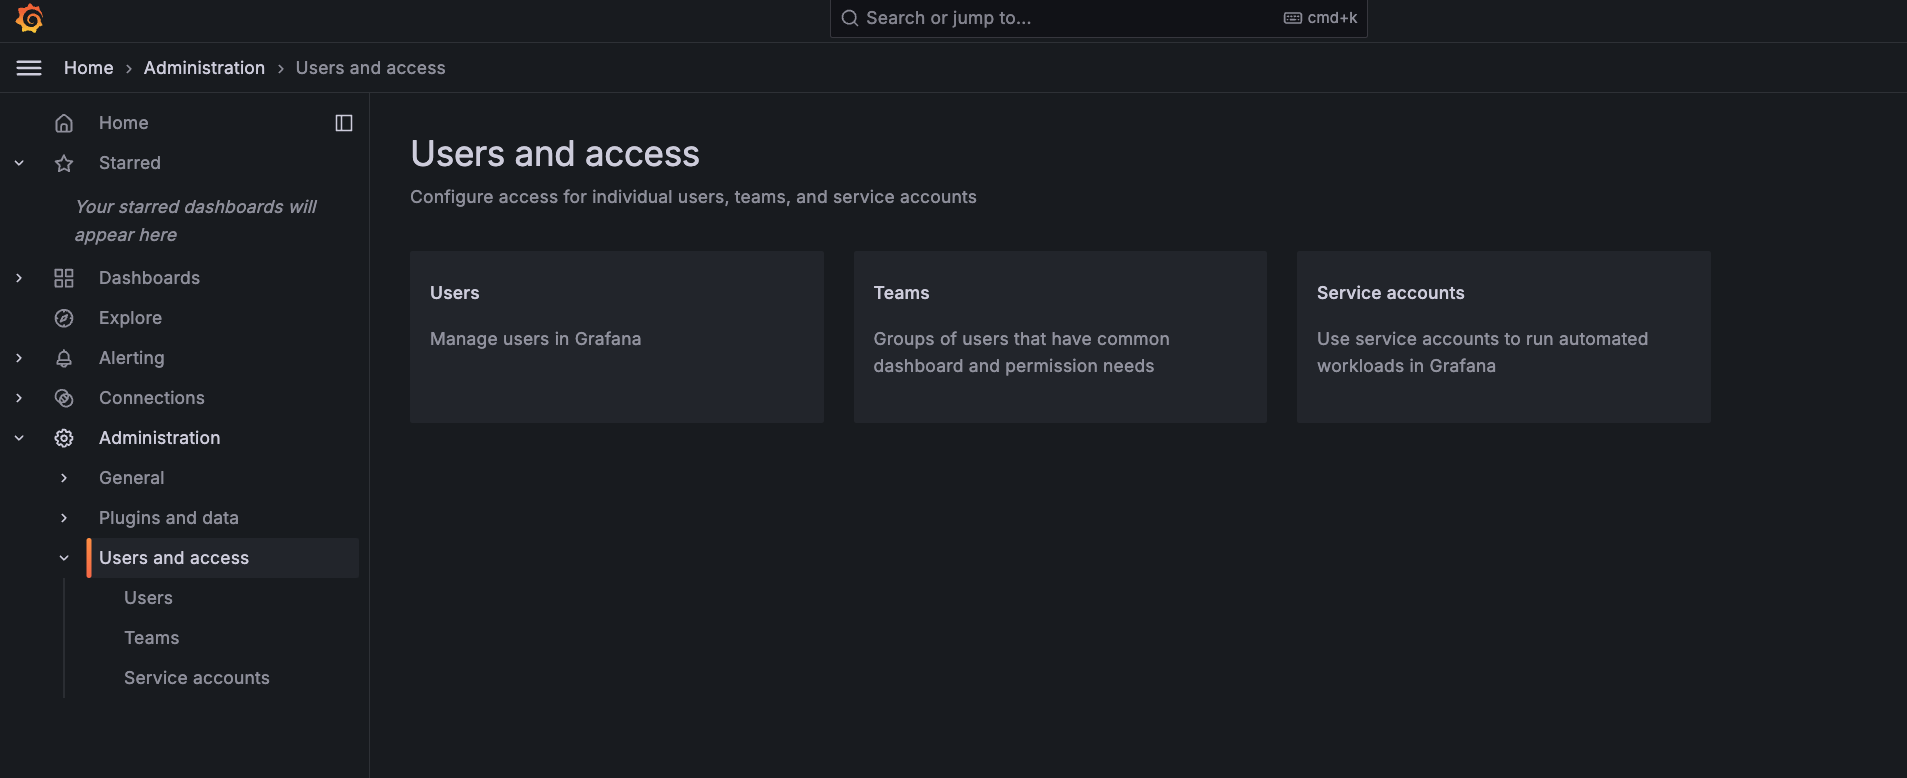 Search or jump to...
cmd+k
Home › Administration › Users and access
Home
Starred
Your starred dashboards will
appear here
Dashboards
Explore
Alerting
Connections
Administration
General
Plugins and data
Users and access
Users
Teams
Service accounts
Users and access
Configure access for individual users, teams, and service accounts
Users
Manage users in Grafana
Teams
Groups of users that have common
dashboard and permission needs
Service accounts
Use service accounts to run automated
workloads in Grafana